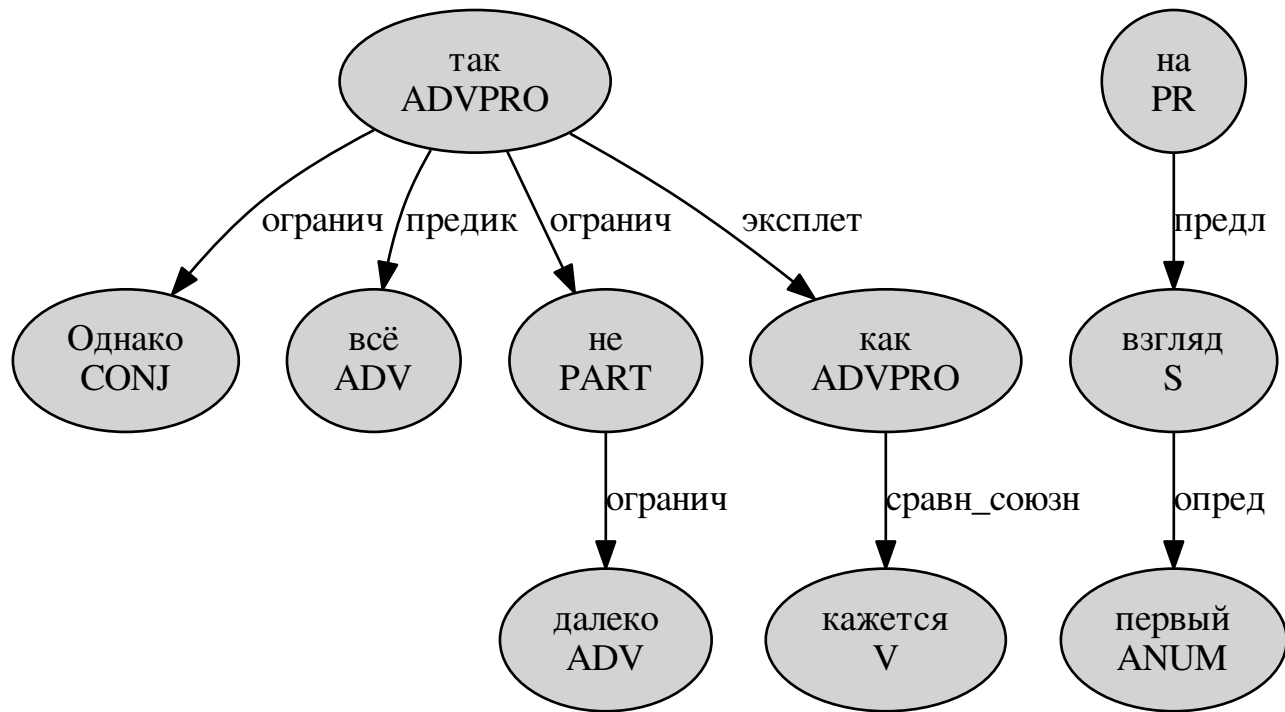 так
ADVPRO
на
PR
огранич
предик
огранич
эксплет
предл
Однако
CONJ
всё
ADV
не
PART
как
ADVPRO
взгляд
S
огранич
сравн_союзн
опред
далеко
ADV
кажется
V
первый
ANUM